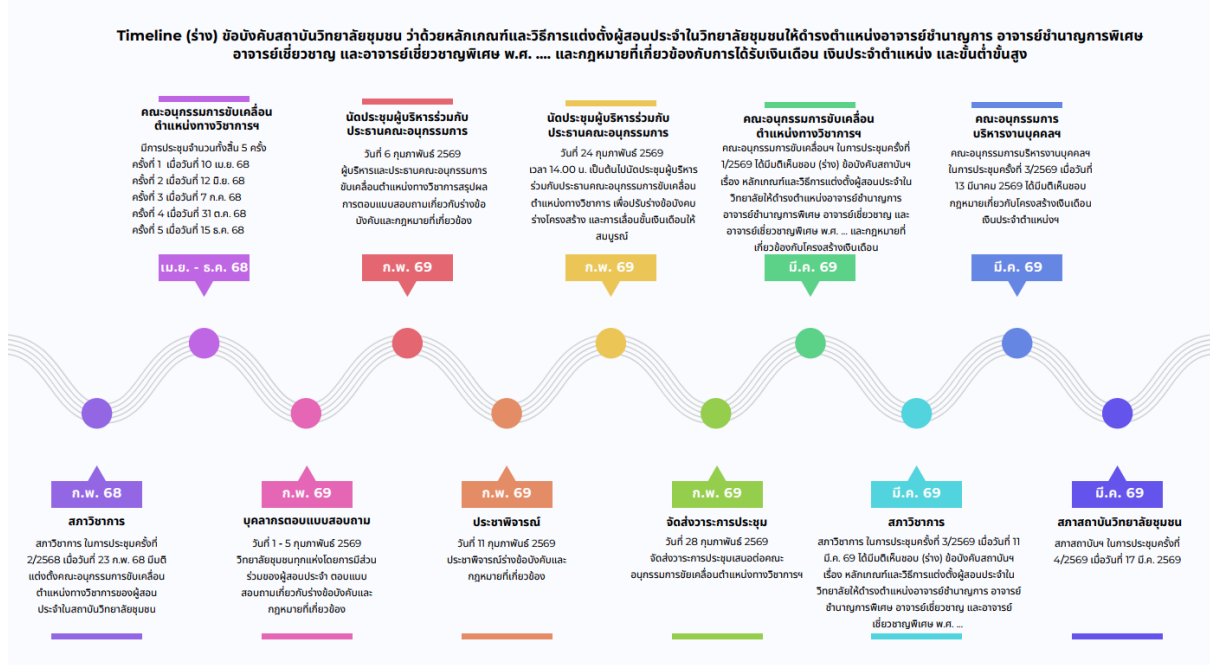 Timeline (ร่าง) ข้อบังคับสถาบันวิทยาลัยชุมชน ว่าด้วยหลักเกณฑ์และวิธีการแต่งตั้งผู้สอนประจำในวิทยาลัยชุมชนให้ดำรงตำแหน่งอาจารย์ชำนาญการ อาจารย์ชำนาญการพิเศษ
อาจารย์เชี่ยวชาญ และอาจารย์เชี่ยวชาญพิเศษ พ.ศ. .... และกฎหมายที่เกี่ยวข้องกับการได้รับเงินเดือน เงินประจำตำแหน่ง และขั้นต่ำขั้นสูง
คณะอนุกรรมการขับเคลื่อน
ตำแหน่งทางวิชาการฯ
มีการประชุมจำนวนทั้งสิ้น 5 ครั้ง
ครั้งที่ 1 เมื่อวันที่ 10 เม.ย. 68
ครั้งที่ 2 เมื่อวันที่ 12 มิ.ย. 68
ครั้งที่ 3 เมื่อวันที่ 7 ก.ค. 68
ครั้งที่ 4 เมื่อวันที่ 31 ต.ค. 68
ครั้งที่ 5 เมื่อวันที่ 15 ธ.ค. 68
เม.ย. - ธ.ค. 68
นัดประชุมผู้บริหารร่วมกับ
ประธานคณะอนุกรรมการ
วันที่ 6 กุมภาพันธ์ 2569
ผู้บริหารและประธานคณะอนุกรรมการ
ขับเคลื่อนตำแหน่งทางวิชาการสรุปผล
การตอบแบบสอบถามเกี่ยวกับร่างข้อ
บังคับและกฎหมายที่เกี่ยวข้อง
ก.พ. 69
นัดประชุมผู้บริหารร่วมกับ
ประธานคณะอนุกรรมการ
วันที่ 24 กุมภาพันธ์ 2569
เวลา 14.00 น. เป็นต้นไปนัดประชุมผู้บริหาร
ร่วมกับประธานคณะอนุกรรมการขับเคลื่อน
ตำแหน่งทางวิชาการ เพื่อปรับร่างข้อบังคบ
ร่างโครงสร้าง และการเลื่อนขั้นเงินเดือนให้
สมบูรณ์
ก.พ. 69
คณะอนุกรรมการขับเคลื่อน
ตำแหน่งทางวิชาการฯ
คณะอนุกรรมการขับเคลื่อนฯ ในการประชุมครั้งที่
1/2569 ได้มีมติเห็นชอบ (ร่าง) ข้อบังคับสถาบันฯ
เรื่อง หลักเกณฑ์และวิธีการแต่งตั้งผู้สอนประจำใน
วิทยาลัยให้ดำรงตำแหน่งอาจารย์ชำนาญการ
อาจารย์ชำนาญการพิเศษ อาจารย์เชี่ยวชาญ และ
อาจารย์เชี่ยวชาญพิเศษ พ.ศ. ... และกฎหมายที่
เกี่ยวข้องกับโครงสร้างเงินเดือน
มี.ค. 69
คณะอนุกรรมการ
บริหารงานบุคคลฯ
คณะอนุกรรมการบริหารงานบุคคลฯ
ในการประชุมครั้งที่ 3/2569 เมื่อวันที่
13 มีนาคม 2569 ได้มีมติเห็นชอบ
กฎหมายเกี่ยวกับโครงสร้างเงินเดือน
เงินประจำตำแหน่งฯ
มี.ค. 69
ก.พ. 68
สภาวิชาการ
สภาวิชาการ ในการประชุมครั้งที่
2/2568 เมื่อวันที่ 23 ก.พ. 68 มีมติ
แต่งตั้งคณะอนุกรรมการขับเคลื่อน
ตำแหน่งทางวิชาการของผู้สอน
ประจำในสถาบันวิทยาลัยชุมชน
ก.พ. 69
บุคลากรตอบแบบสอบถาม
วันที่ 1 - 5 กุมภาพันธ์ 2569
วิทยาลัยชุมชนทุกแห่งโดยการมีส่วน
ร่วมของผู้สอนประจำ ตอบแบบ
สอบถามเกี่ยวกับร่างข้อบังคับและ
กฎหมายที่เกี่ยวข้อง
ก.พ. 69
ประชาพิจารณ์
วันที่ 11 กุมภาพันธ์ 2569
ประชาพิจารณ์ร่างข้อบังคับและ
กฎหมายที่เกี่ยวข้อง
ก.พ. 69
จัดส่งวาระการประชุม
วันที่ 28 กุมภาพันธ์ 2569
จัดส่งวาระการประชุมเสนอต่อคณะ
อนุกรรมการขัยเคลื่อนตำแหน่งทางวิชาการฯ
มี.ค. 69
สภาวิชาการ
สภาวิชาการ ในการประชุมครั้งที่ 3/2569 เมื่อวันที่ 11
มี.ค. 69 ได้มีมติเห็นชอบ (ร่าง) ข้อบังคับสถาบันฯ
เรื่อง หลักเกณฑ์และวิธีการแต่งตั้งผู้สอนประจำใน
วิทยาลัยให้ดำรงตำแหน่งอาจารย์ชำนาญการ อาจารย์
ชำนาญการพิเศษ อาจารย์เชี่ยวชาญ และอาจารย์
เชี่ยวชาญพิเศษ พ.ศ. ...
มี.ค. 69
สภาสถาบันวิทยาลัยชุมชน
สภาสถาบันฯ ในการประชุมครั้งที่
4/2569 เมื่อวันที่ 17 มี.ค. 2569